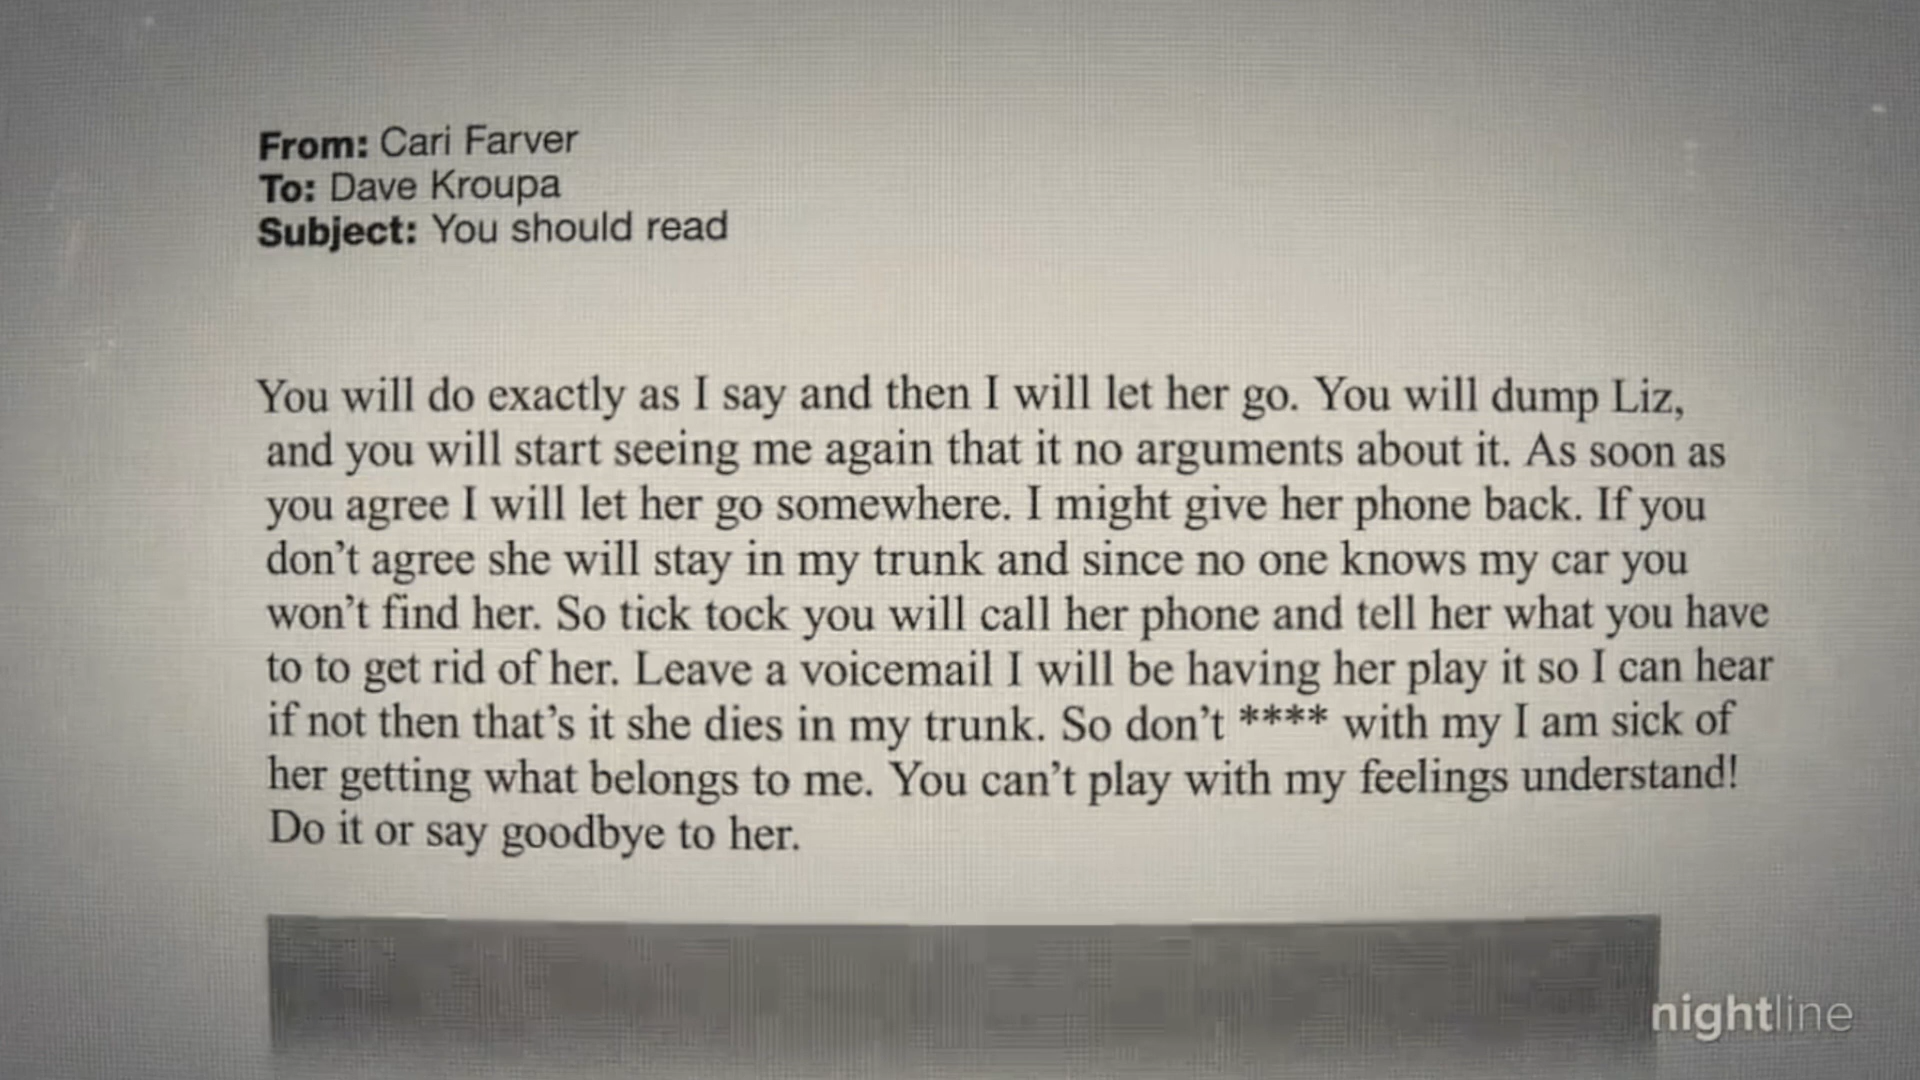 From: Cari Farver
To: Dave Kroupa
Subject: You should read
You will do exactly as I say and then I will let her go. You will dump Liz,
and you will start seeing me again that it no arguments about it. As soon as
you agree I will let her go somewhere. I might give her phone back. If you
don't agree she will stay in my trunk and since no one knows my car you
won't find her. So tick tock you will call her phone and tell her what you have
to to get rid of her. Leave a voicemail I will be having her play it so I can hear
if not then that's it she dies in my trunk. So don't **** with my I am sick of
her getting what belongs to me. You can't play with my feelings understand!
Do it or say goodbye to her.
nightline